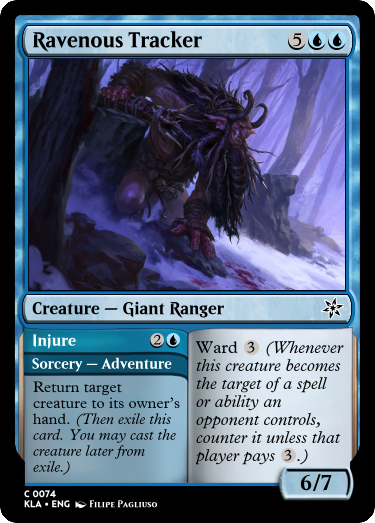 Ravenous Tracker 5
Creature — Giant Ranger
Injure 2
Sorcery — Adventure
Return target
creature to its owner's
hand. (Then exile this
card. You may cast the
creature later from
exile.)
Ward 3 (Whenever
this creature becomes
the target of a spell
or ability an
opponent controls,
counter it unless that
player pays 3.)
6/7
C 0074
KLA • ENG Filipe Pagliuso